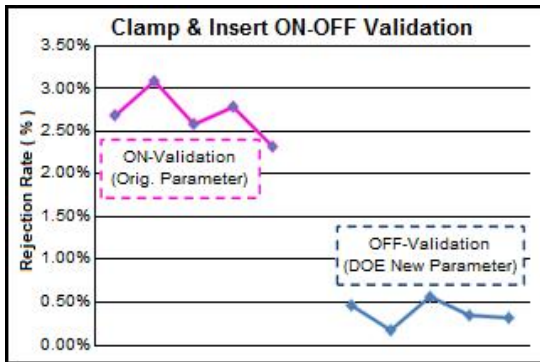 Clamp & Insert ON-OFF Validation
Rejection Rate ( % )
3.50%
3.00%
2.50%
2.00%
1.50%
1.00%
0.50%
0.00%
ON-Validation
(Orig. Parameter)
OFF-Validation
(DOE New Parameter)